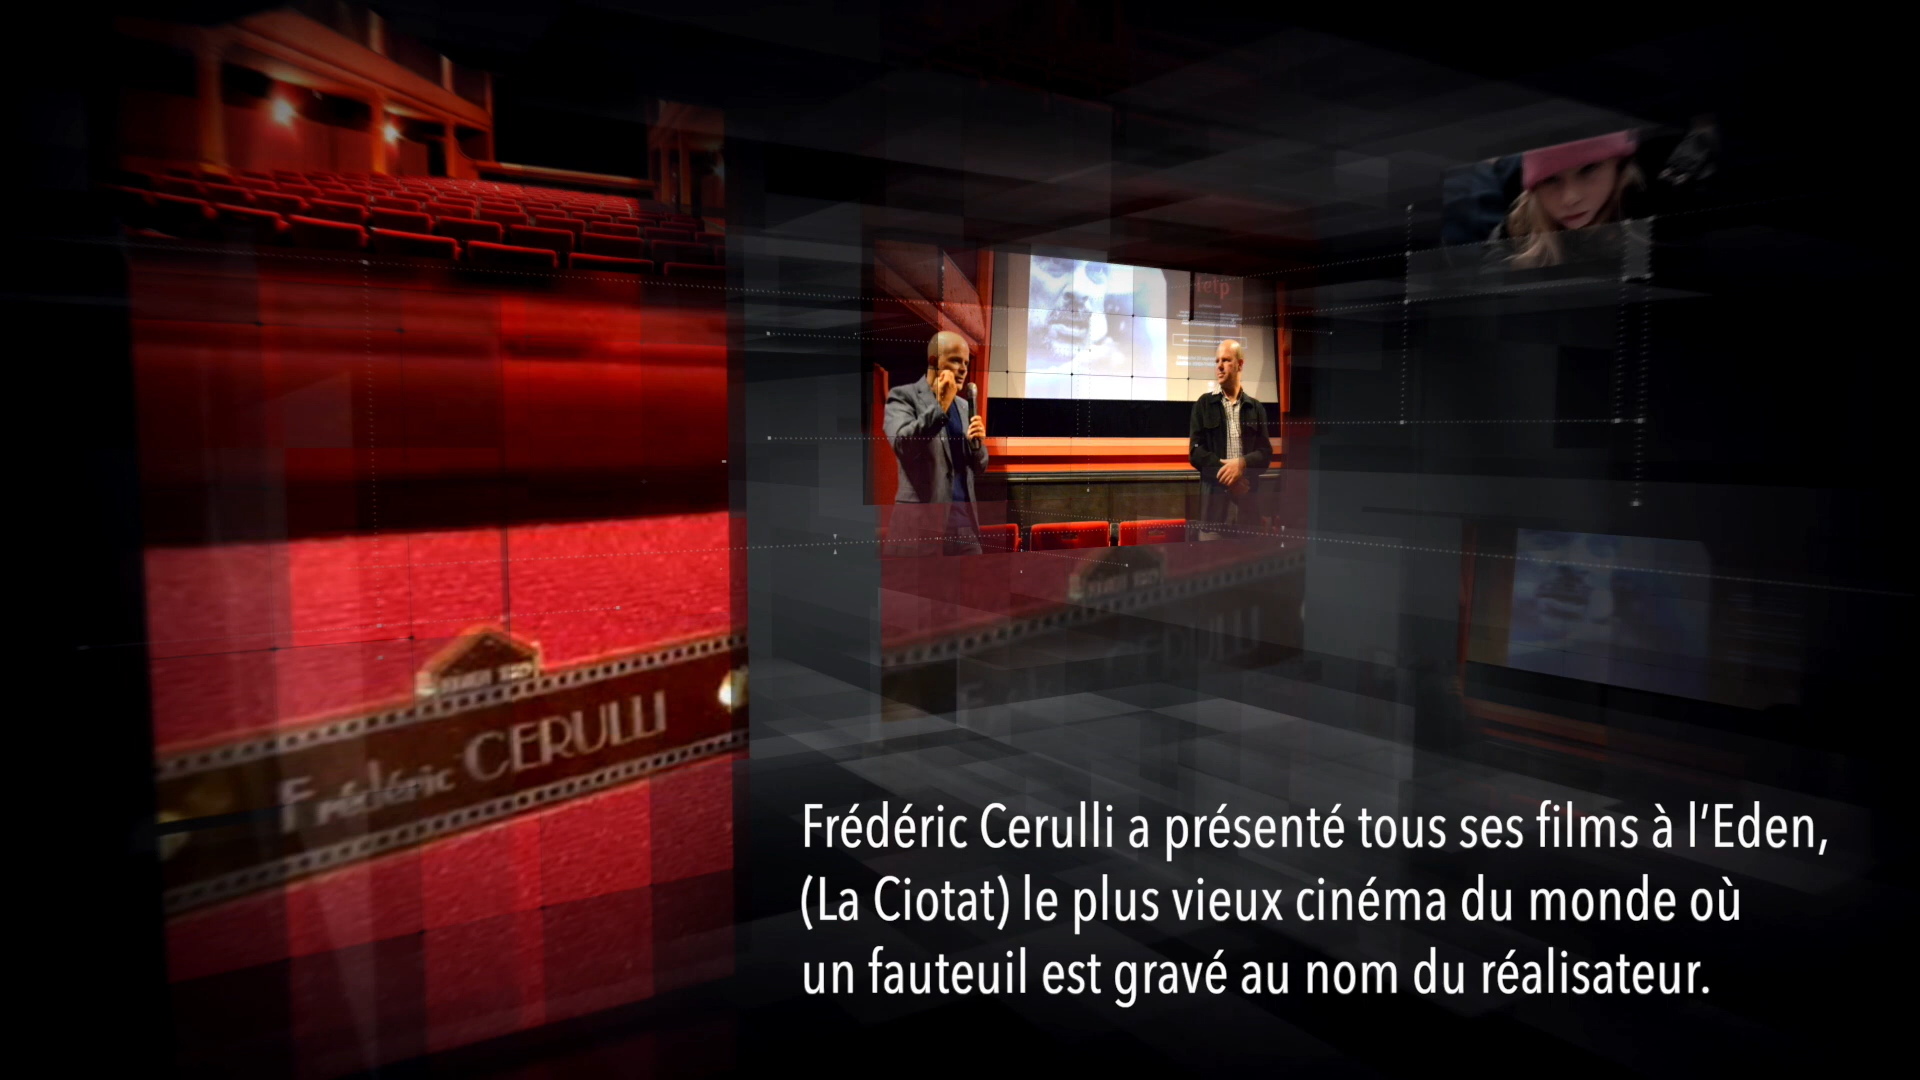 Frédéric CERULLI
Frédéric Cerulli a présenté tous ses films à l’Eden,
(La Ciotat) le plus vieux cinéma du monde où
un fauteuil est gravé au nom du réalisateur.